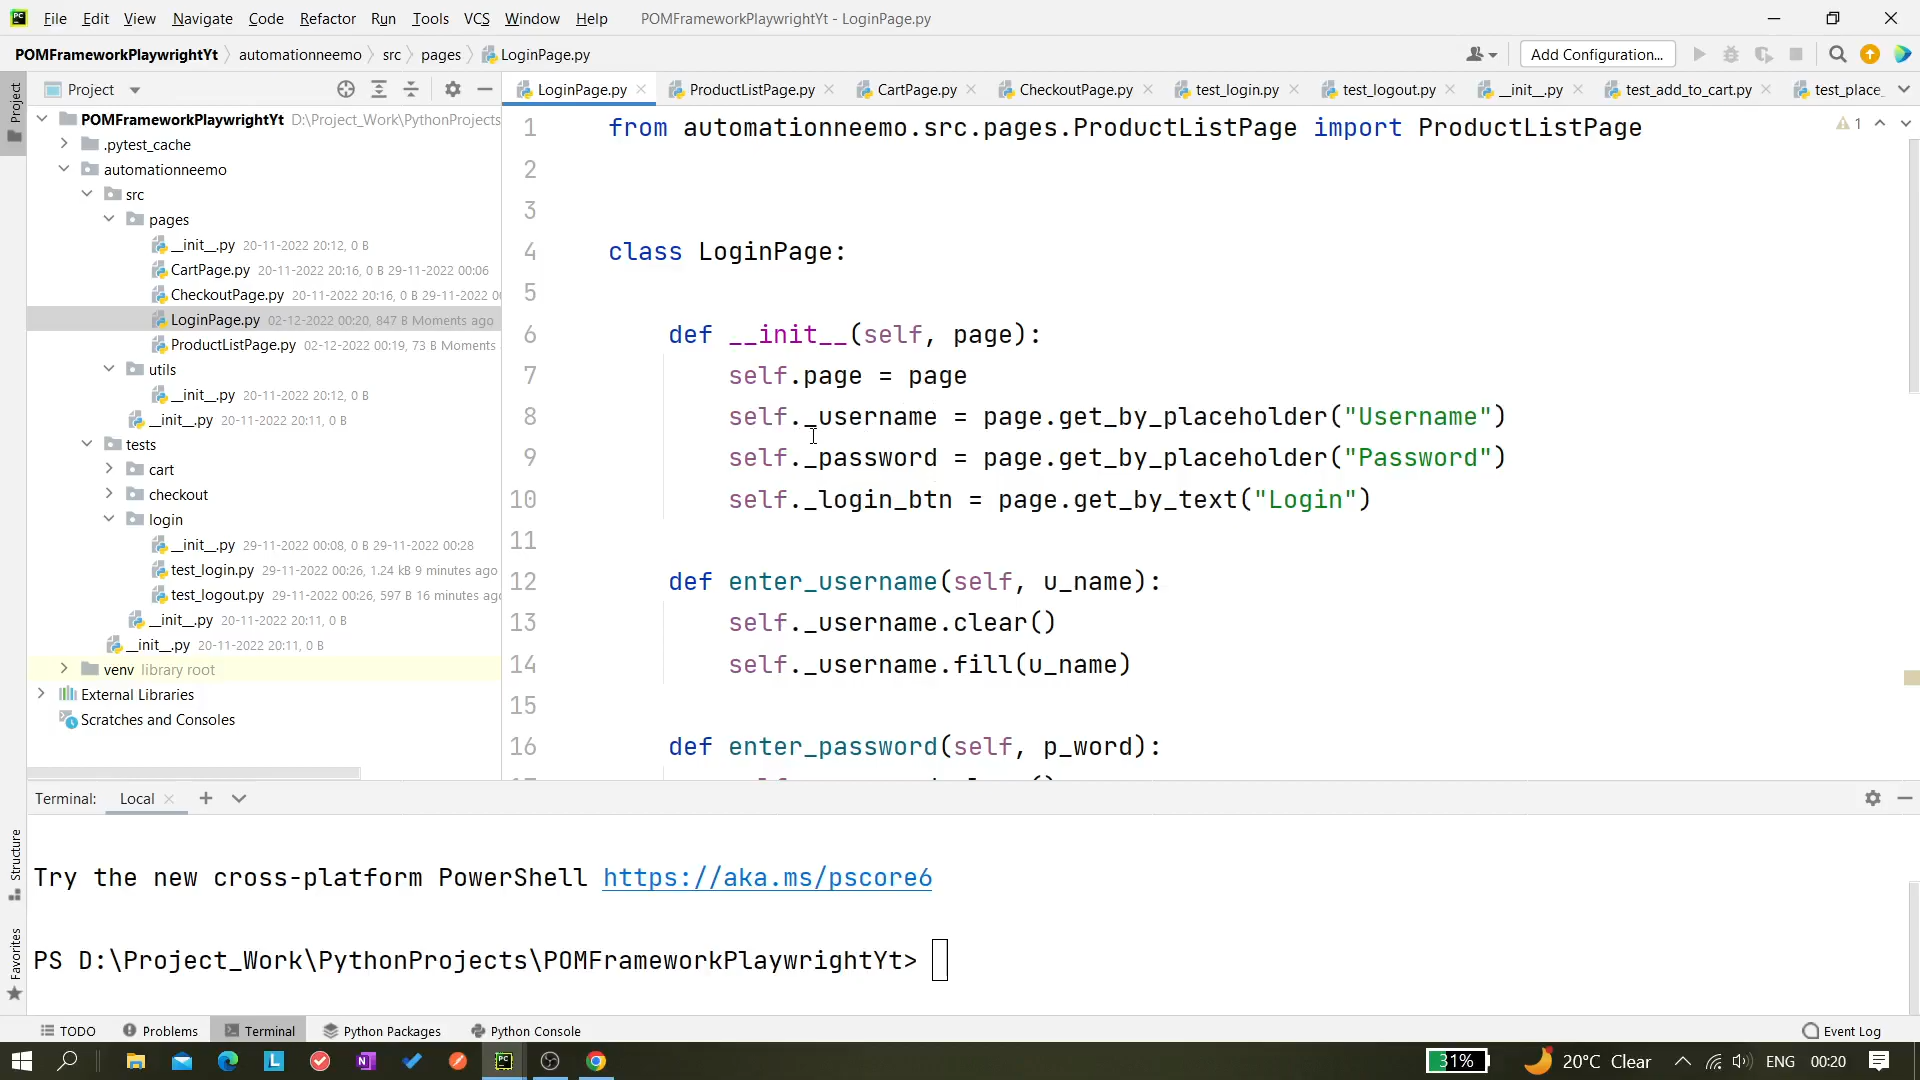 File Edit View Navigate Code Refactor Run Tools VCS Window Help POMFrameworkPlaywrightYt - LoginPage.py
POMFrameworkPlaywrightYt automationneemo src pages LoginPage.py Add Configuration...
Project
Project
LoginPage.py ProductListPage.py CartPage.py CheckoutPage.py test_login.py test_logout.py __init__.py test_add_to_cart.py test_place_
POMFrameworkPlaywrightYt D:\Project_Work\PythonProjects
.pytest_cache
automationneemo
src
pages
__init__.py 20-11-2022 20:12, 0 B
CartPage.py 20-11-2022 20:16, 0 B 29-11-2022 00:06
CheckoutPage.py 20-11-2022 20:16, 0 B 29-11-2022 00
LoginPage.py 02-12-2022 00:20, 847 B Moments ago
ProductListPage.py 02-12-2022 00:19, 73 B Moments
utils
__init__.py 20-11-2022 20:12, 0 B
__init__.py 20-11-2022 20:11, 0 B
tests
cart
checkout
login
__init__.py 29-11-2022 00:08, 0 B 29-11-2022 00:28
test_login.py 29-11-2022 00:26, 1.24 kB 9 minutes ago
test_logout.py 29-11-2022 00:26, 597 B 16 minutes ago
__init__.py 20-11-2022 20:11, 0 B
__init__.py 20-11-2022 20:11, 0 B
venv library root
External Libraries
Scratches and Consoles
1 from automationneemo.src.pages.ProductListPage import ProductListPage
1
2
3
4 class LoginPage:
5
6 def __init__(self, page):
7 self.page = page
8 self._username = page.get_by_placeholder("Username")
9 self._password = page.get_by_placeholder("Password")
10 self._login_btn = page.get_by_text("Login")
11
12 def enter_username(self, u_name):
13 self._username.clear()
14 self._username.fill(u_name)
15
16 def enter_password(self, p_word):
Terminal: Local
Structure
Favorites
Try the new cross-platform PowerShell https://aka.ms/pscore6
PS D:\Project_Work\PythonProjects\POMFrameworkPlaywrightYt>
TODO Problems Terminal Python Packages Python Console Event Log
31% 20°C Clear ENG 00:20